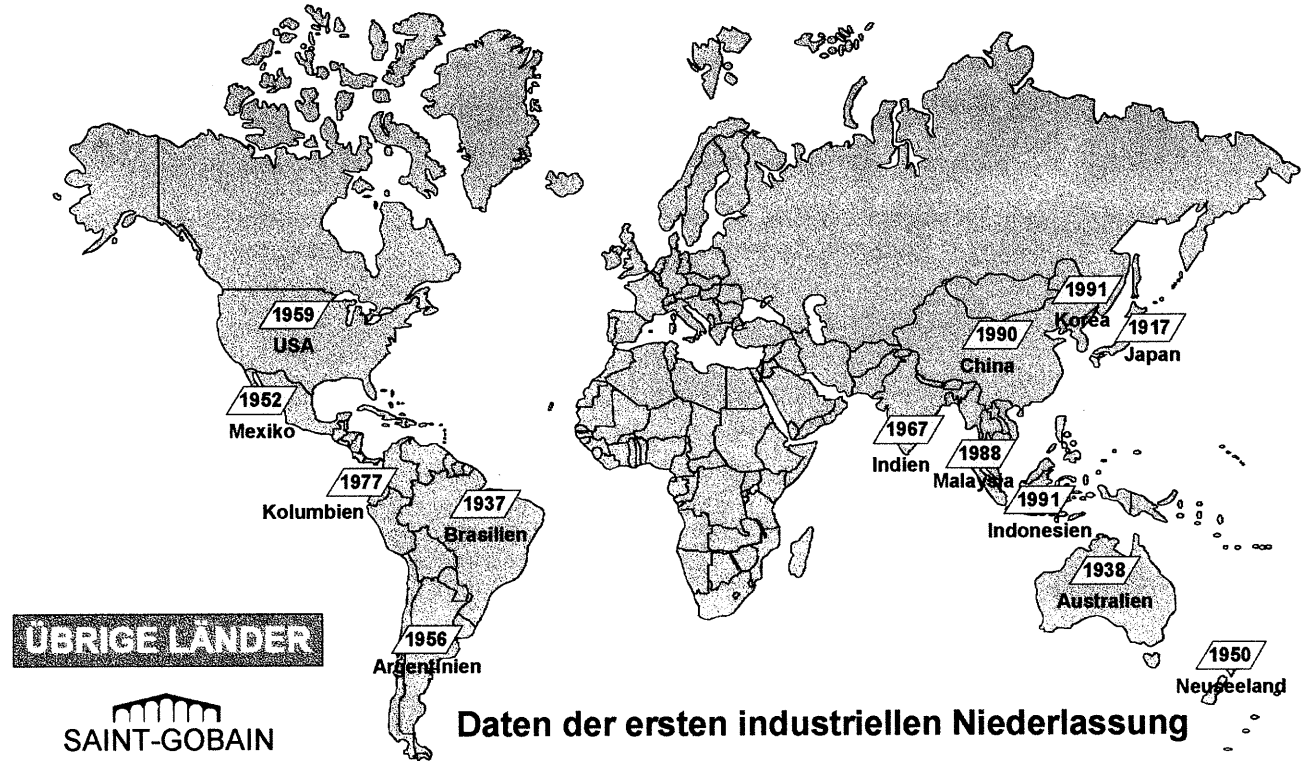 1959
USA
1952
Mexiko
1977
Kolumbien
1937
Brasilien
1956
Argentinien
1991
Korea
1990
China
1917
Japan
1967
Indien
1988
Malaysia
1991
Indonesien
1938
Australien
1950
Neuseeland
ÜBRIGE LÄNDER
SAINT-GOBAIN
Daten der ersten industriellen Niederlassung